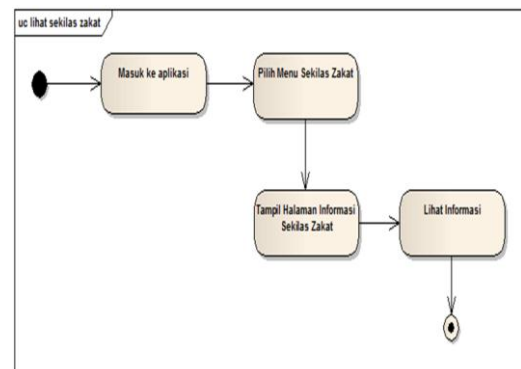 uc lihat sekilas zakat
Masuk ke aplikasi
Pilih Menu Sekilas Zakat
Tampil Halaman Informasi
Sekilas Zakat
Lihat Informasi